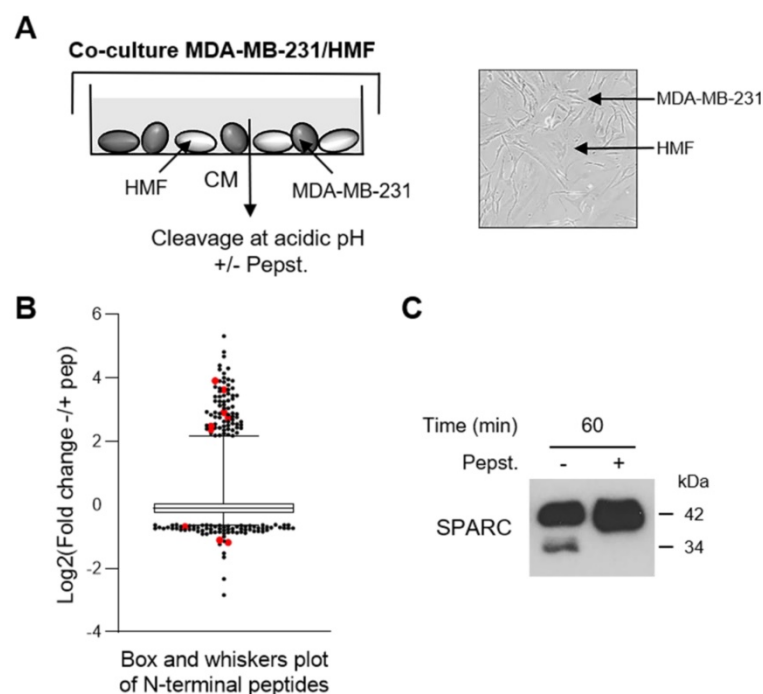 A
Co-culture MDA-MB-231/HMF
HMF
CM
MDA-MB-231
Cleavage at acidic pH
+/- Pepst.
MDA-MB-231
HMF
B
Log2(Fold change -/+ pep)
6
4
2
0
-2
-4
Box and whiskers plot
of N-terminal peptides
C
Time (min) 60
Pepst. - +
kDa
SPARC
42
34